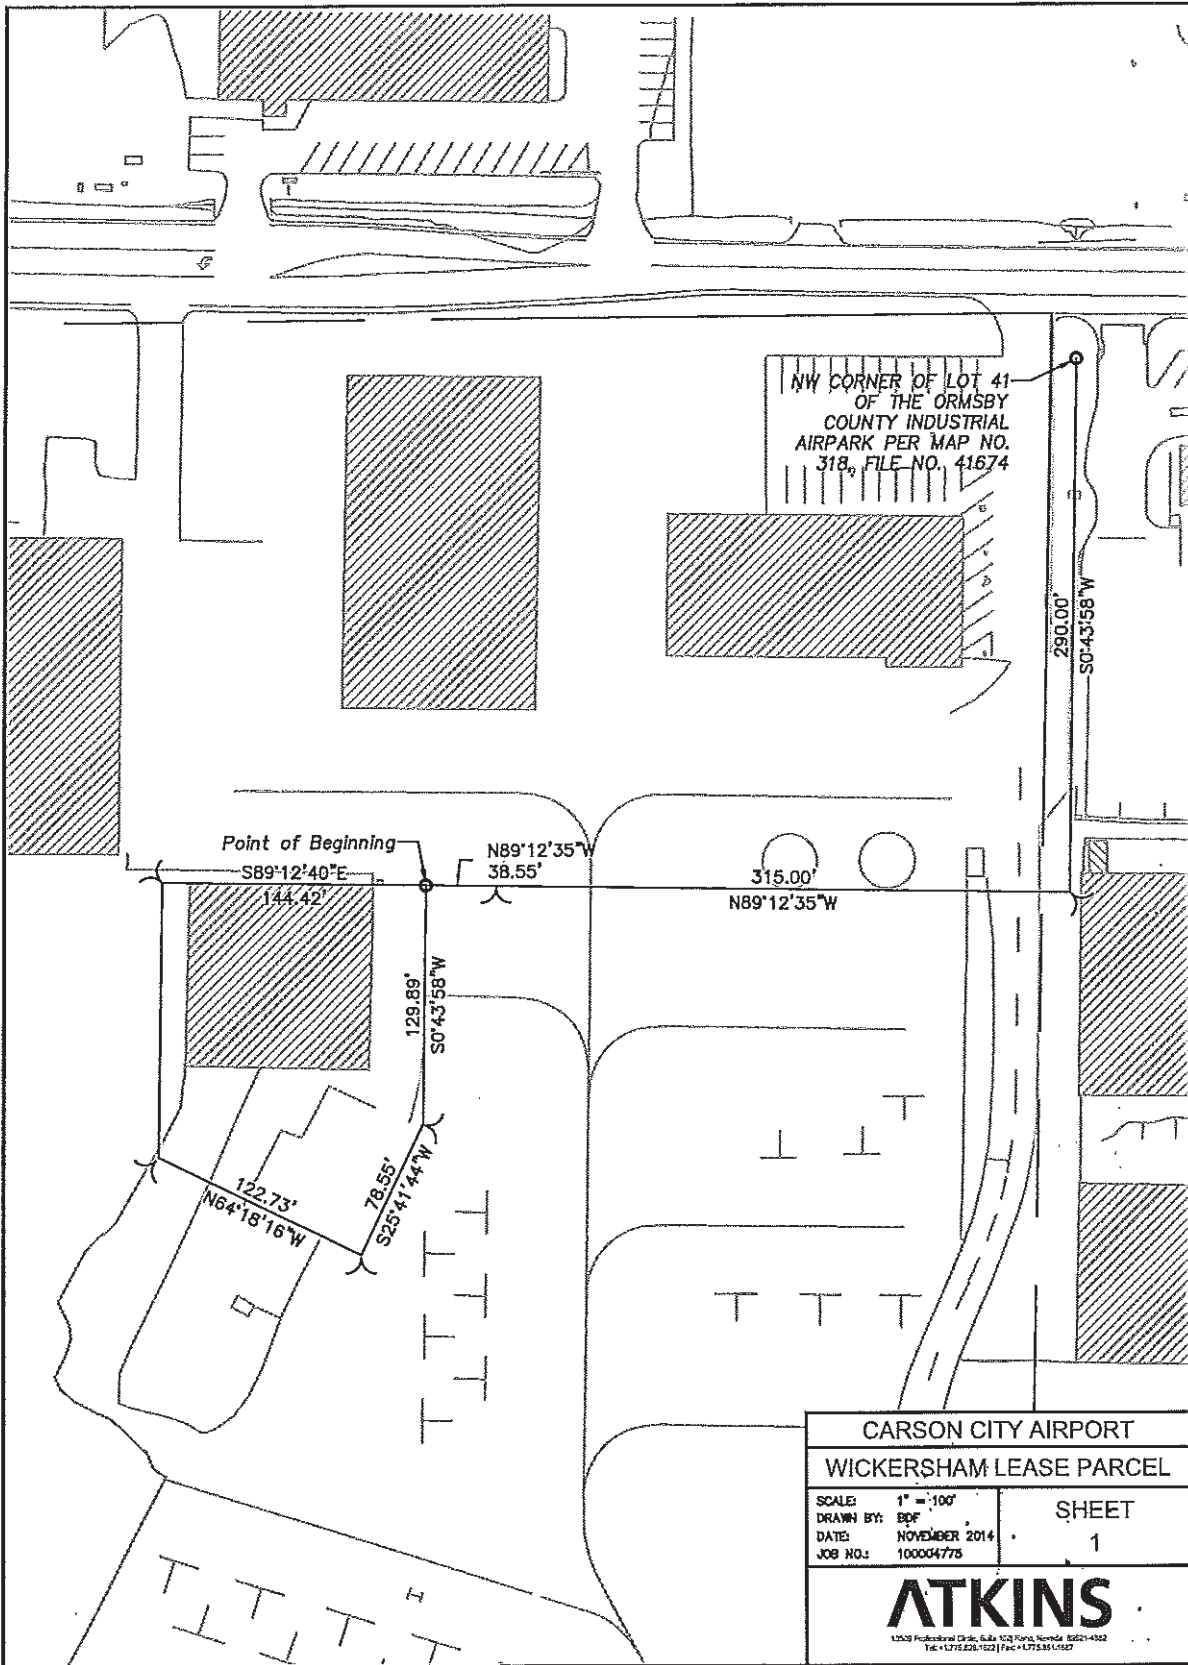 NW CORNER OF LOT 41
OF THE ORMSBY
COUNTY INDUSTRIAL
AIRPARK PER MAP NO.
318, FILE NO. 41674
290.00'
S0°43'58"W
Point of Beginning
S89°12'40"E
144.42'
N89°12'35"W
38.55'
315.00'
N89°12'35"W
129.89'
S0°43'58"W
78.55'
S25°41'44"W
122.73'
N64°18'16"W
CARSON CITY AIRPORT
WICKERSHAM LEASE PARCEL
SCALE: 1" = 100'
DRAWN BY: BDF
DATE: NOVEMBER 2014
JOB NO.: 100004775
SHEET
1
ATKINS
Professional Circle, Reno, Nevada